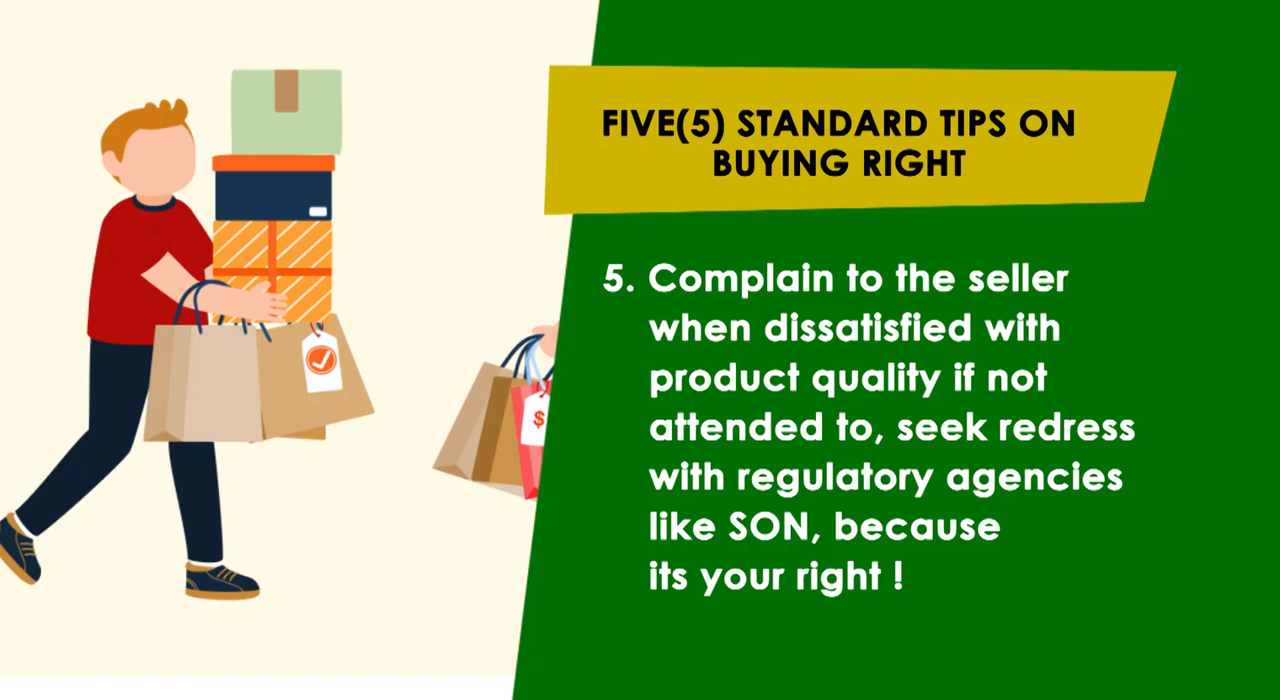 FIVE(5) STANDARD TIPS ON
BUYING RIGHT
5. Complain to the seller
when dissatisfied with
product quality if not
attended to, seek redress
with regulatory agencies
like SON, because
its your right !
$